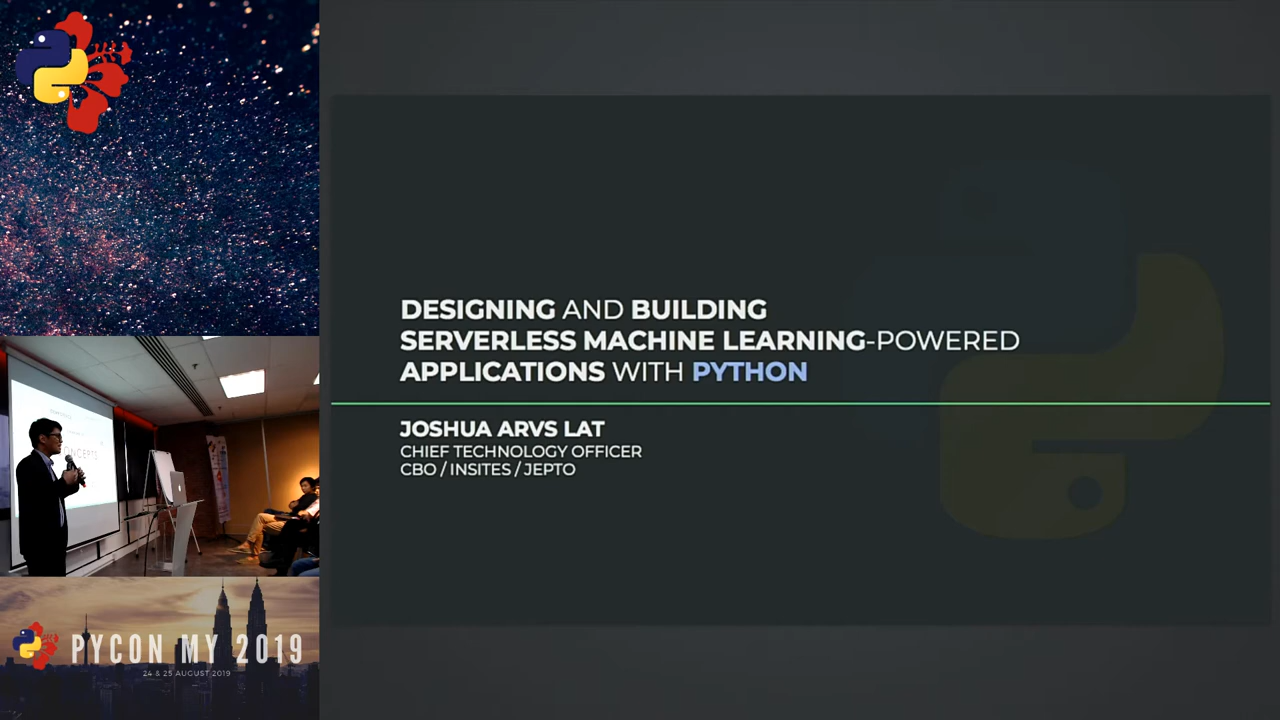 DESIGNING AND BUILDING
SERVERLESS MACHINE LEARNING-POWERED
APPLICATIONS WITH PYTHON
JOSHUA ARVS LAT
CHIEF TECHNOLOGY OFFICER
CBO / INSITES / JEPTO
PYCON MY 2019
24 & 25 AUGUST 2019